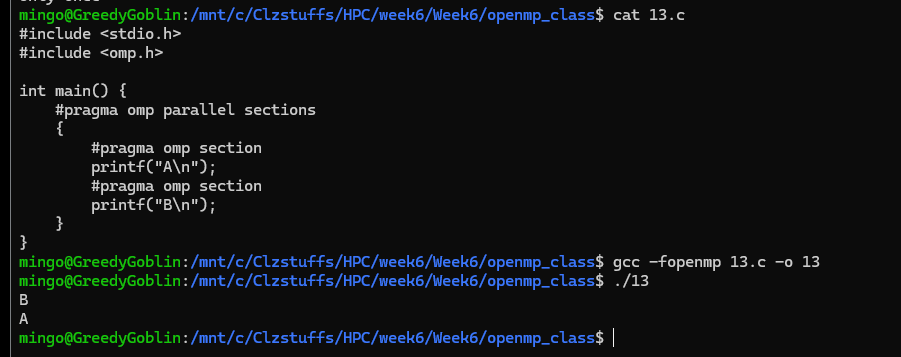 mingo@GreedyGoblin:/mnt/c/Clzstuffs/HPC/week6/Week6/openmp_class$ cat 13.c
#include <stdio.h>
#include <omp.h>

int main() {
    #pragma omp parallel sections
    {
        #pragma omp section
        printf("A\n");
        #pragma omp section
        printf("B\n");
    }
}
mingo@GreedyGoblin:/mnt/c/Clzstuffs/HPC/week6/Week6/openmp_class$ gcc -fopenmp 13.c -o 13
mingo@GreedyGoblin:/mnt/c/Clzstuffs/HPC/week6/Week6/openmp_class$ ./13
B
A
mingo@GreedyGoblin:/mnt/c/Clzstuffs/HPC/week6/Week6/openmp_class$